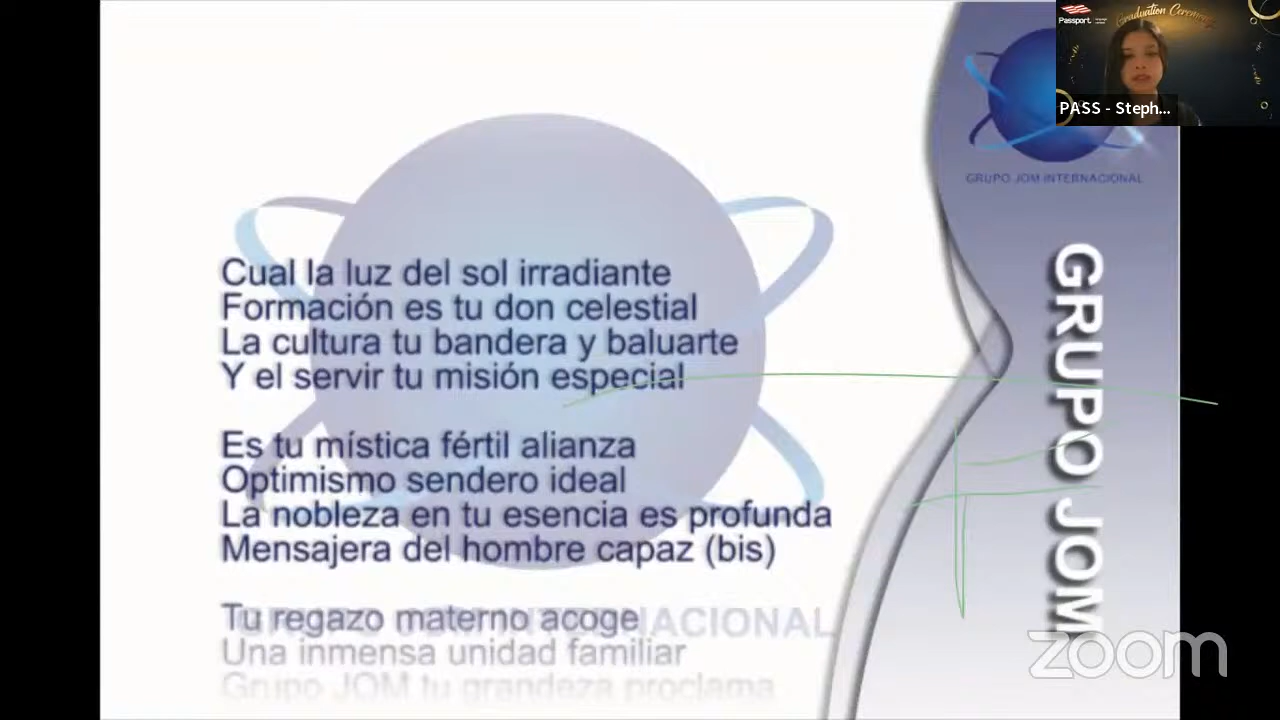 Graduation Ceremony
Passport
PASS - Steph...
GRUPO JOM INTERNACIONAL
Cual la luz del sol irradiante
Formación es tu don celestial
La cultura tu bandera y baluarte
Y el servir tu misión especial
Es tu mística fértil alianza
Optimismo sendero ideal
La nobleza en tu esencia es profunda
Mensajera del hombre capaz (bis)
Tu regazo materno acoge
Una inmensa unidad familiar
Grupo JOM tu grandeza proclama
GRUPO JOM INTERNACIONAL
GRUPO JOM
zoom